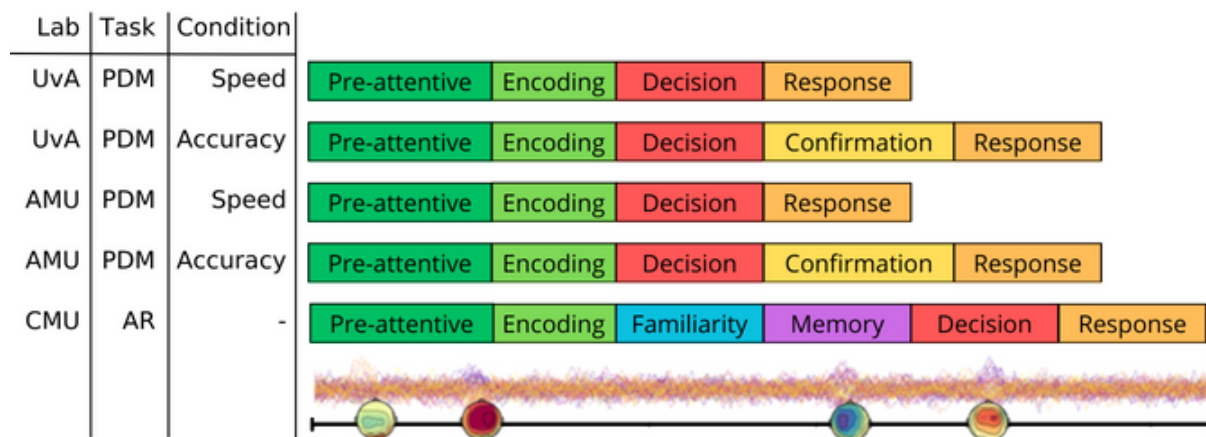 Lab Task Condition
UvA PDM Speed Pre-attentive Encoding Decision Response
UvA PDM Accuracy Pre-attentive Encoding Decision Confirmation Response
AMU PDM Speed Pre-attentive Encoding Decision Response
AMU PDM Accuracy Pre-attentive Encoding Decision Confirmation Response
CMU AR - Pre-attentive Encoding Familiarity Memory Decision Response